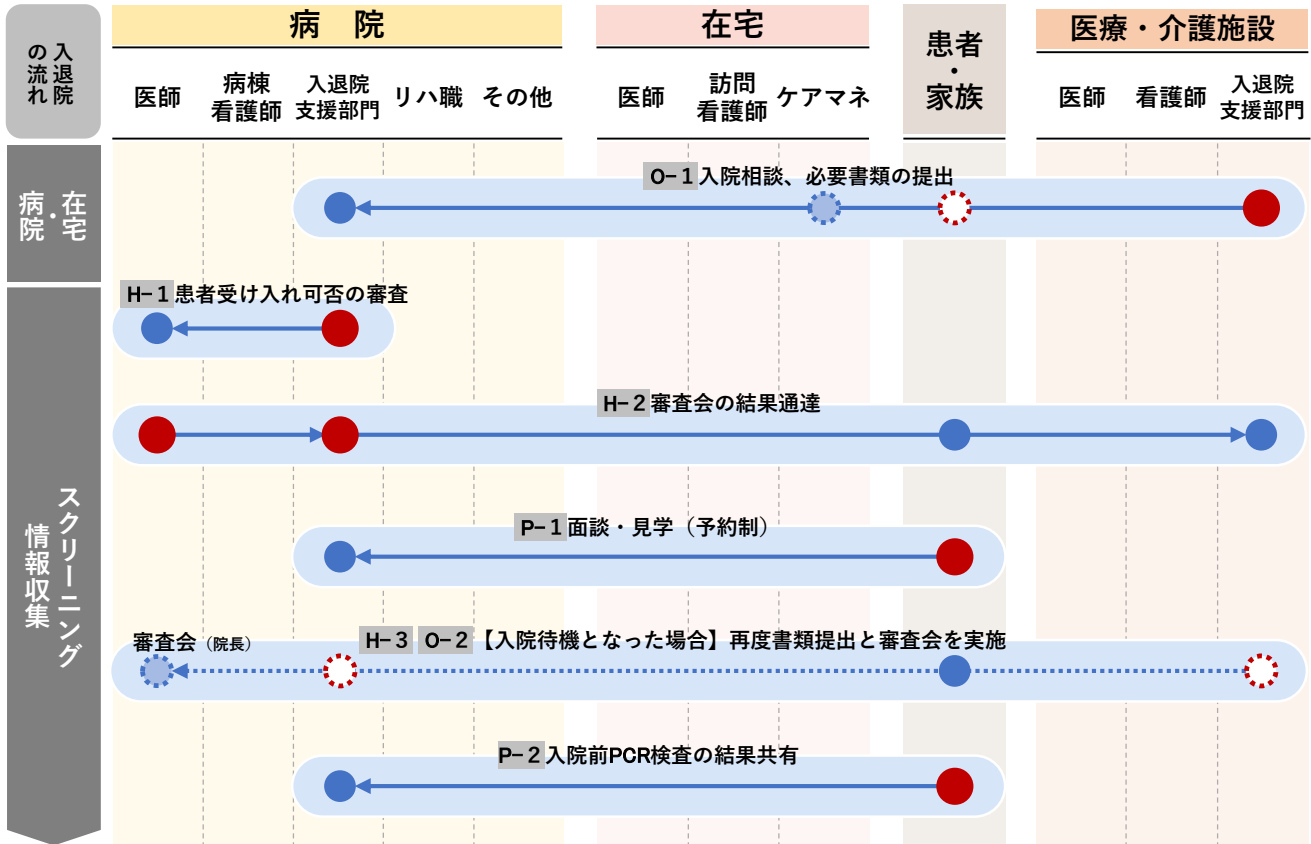 入退院
の流れ
病　院
在宅
患者
・
家族
医療・介護施設
医師
病棟
看護師
入退院
支援部門
リハ職
その他
医師
訪問
看護師
ケアマネ
医師
看護師
入退院
支援部門
在宅・
病院
O-1 入院相談、必要書類の提出
スクリーニング
情報収集
H-1 患者受け入れ可否の審査
H-2 審査会の結果通達
P-1 面談・見学（予約制）
審査会（院長）
H-3 O-2 【入院待機となった場合】再度書類提出と審査会を実施
P-2 入院前PCR検査の結果共有